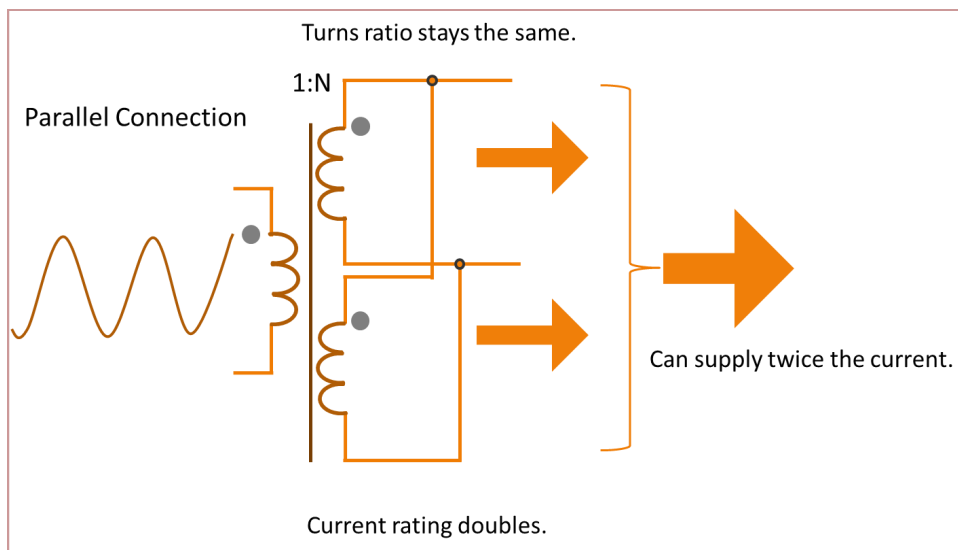 Turns ratio stays the same.
1:N
Parallel Connection
Can supply twice the current.
Current rating doubles.